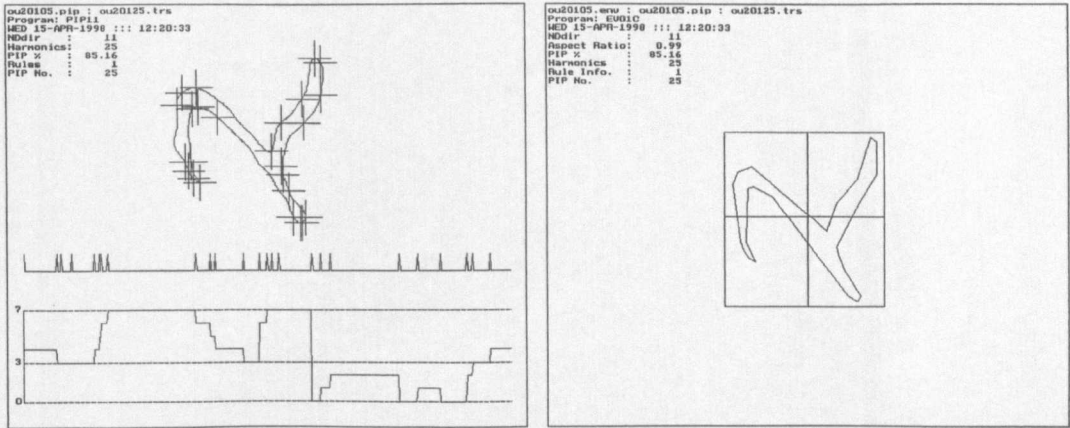 ou20105.pip : ou20125.trs
Program: PIP11
WED 15-APR-1998 ::: 12:20:33
NDdir : 11
Harmonics: 25
PIP % : 85.16
Rules : 1
PIP No. : 25
7
3
0
ou20105.env : ou20105.pip : ou20125.trs
Program: EVO1C
WED 15-APR-1998 ::: 12:20:33
NDdir : 11
Aspect Ratio: 0.99
PIP % : 85.16
Harmonics : 25
Rule Info. : 1
PIP No. : 25